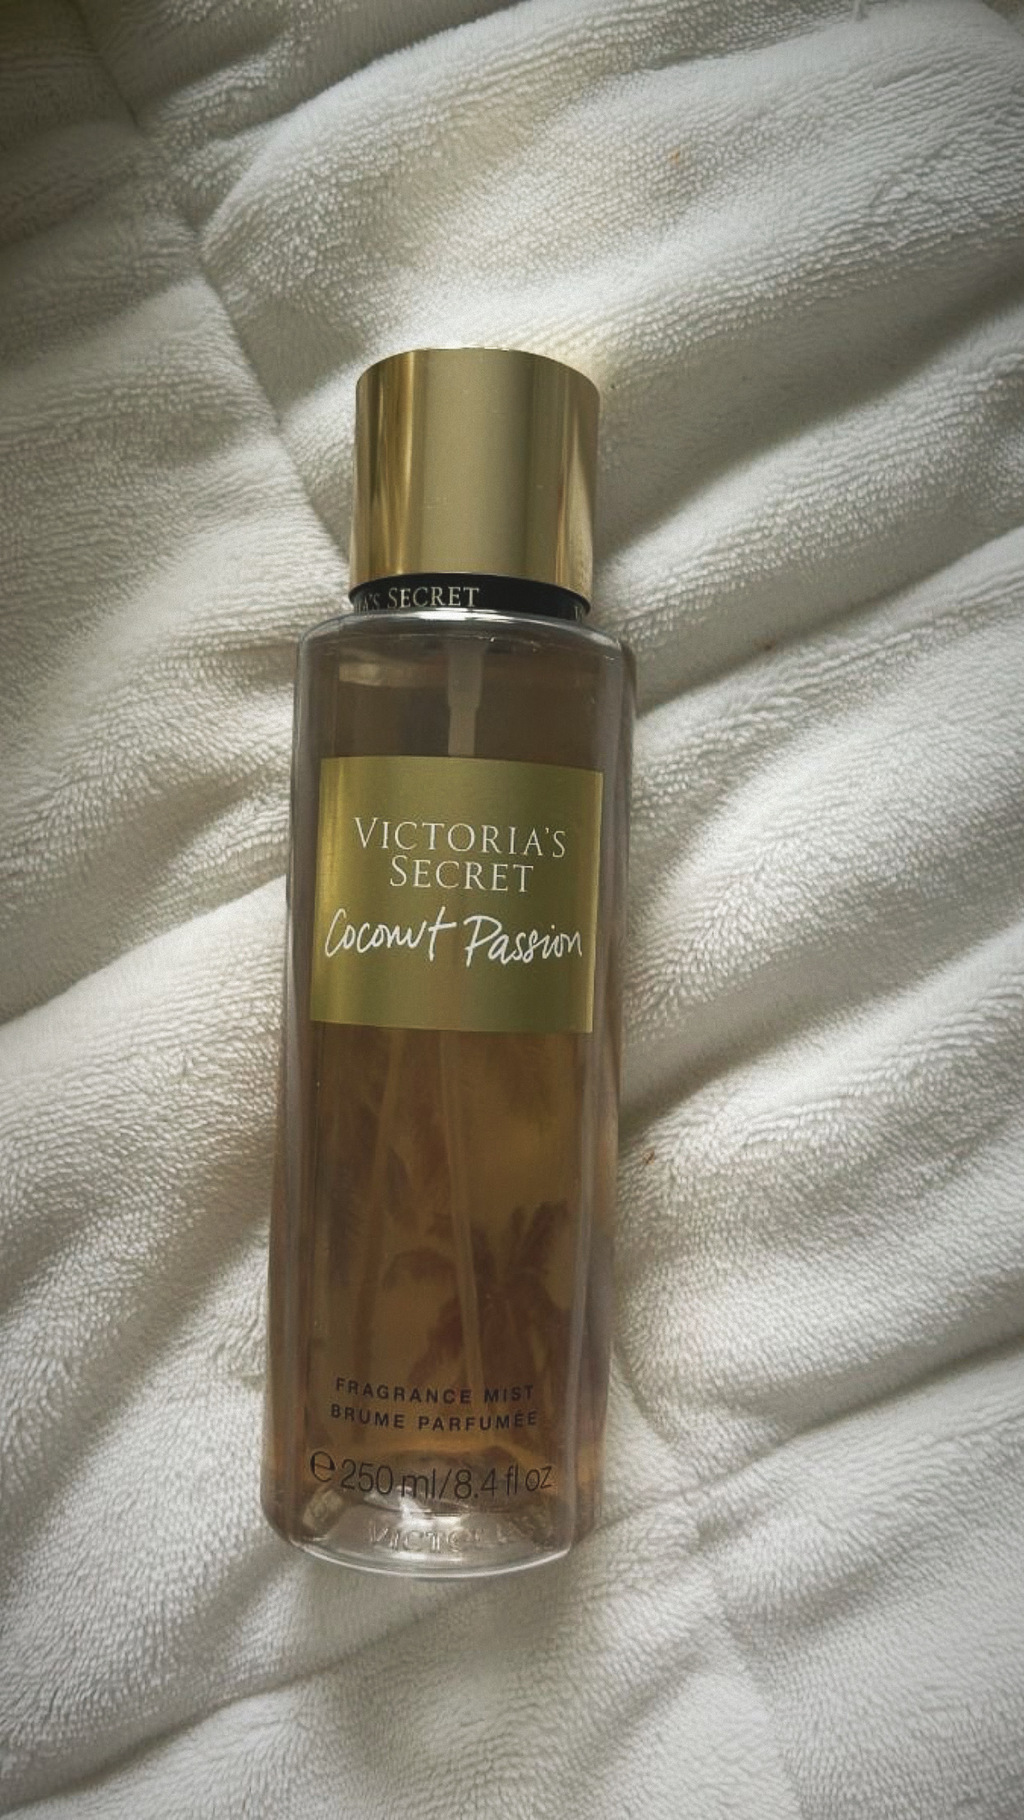 A'S SECRET
VICTORIA'S
SECRET
Coconut Passion
FRAGRANCE MIST
BRUME PARFUMÉE
℮ 250 ml/8.4 fl oz